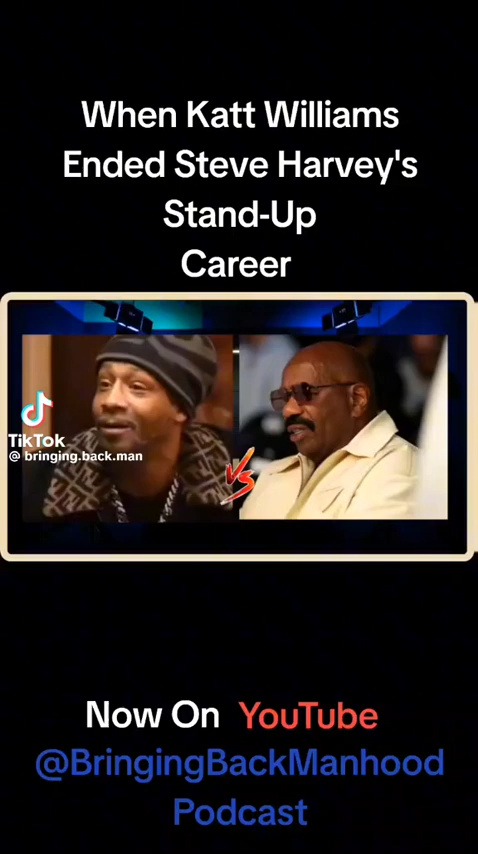 When Katt Williams
Ended Steve Harvey's
Stand-Up
Career
TikTok
@ bringing.back.man
VS
Now On YouTube
@BringingBackManhood
Podcast